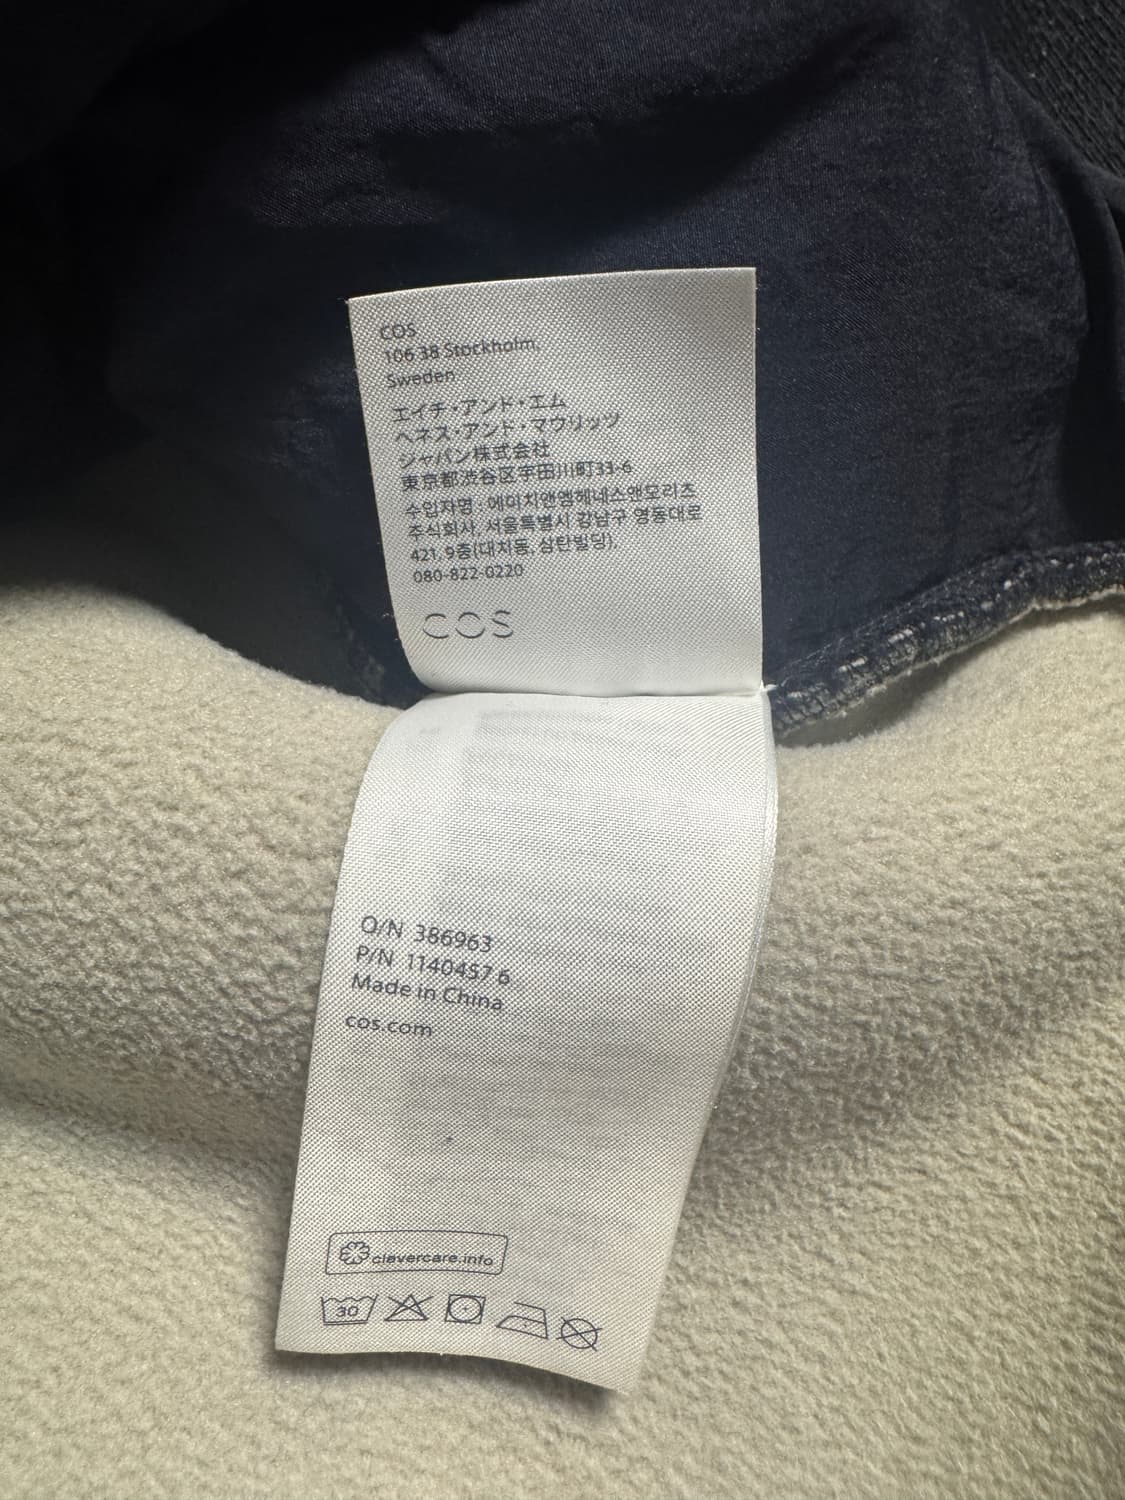 COS
106 38 Stockholm,
Sweden
エイチ・アンド・エム
ヘネス・アンド・マウリッツ
ジャパン株式会社
東京都渋谷区宇田川町33-6
수입자명 : 에이치앤엠헤네스앤모리츠
주식회사, 서울특별시 강남구 영동대로
421, 9층(대치동, 삼탄빌딩),
080-822-0220
COS
O/N 386963
P/N 1140457 6
Made in China
cos.com
clevercare.info
30